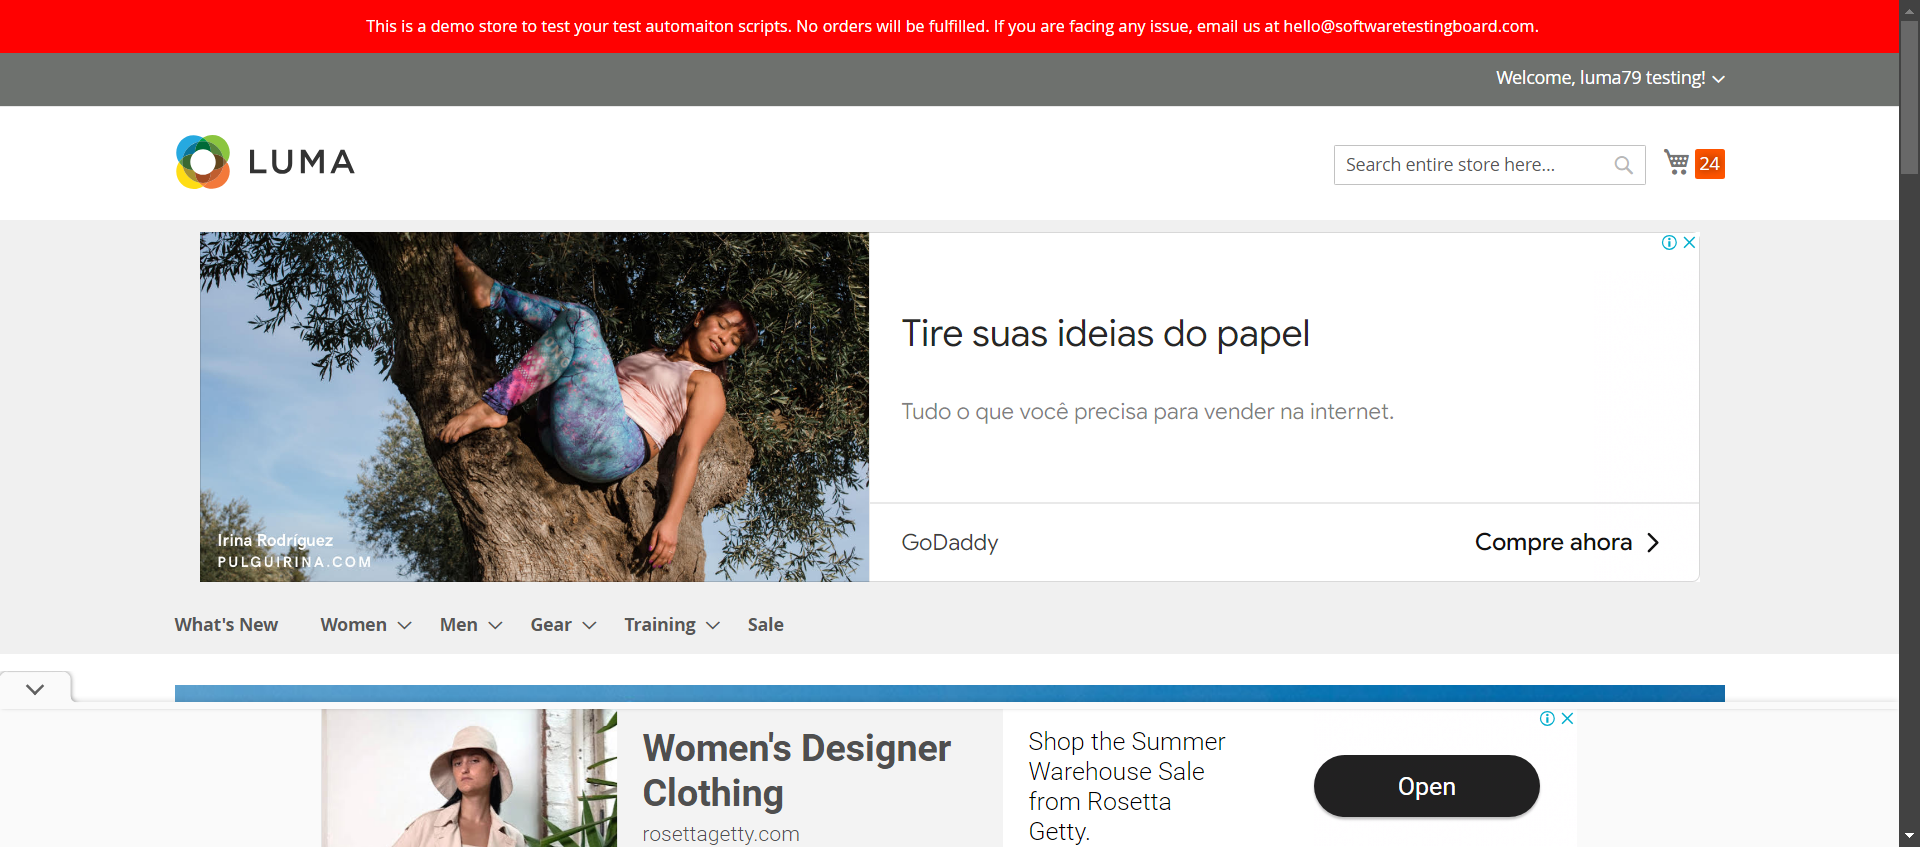 This is a demo store to test your test automaiton scripts. No orders will be fulfilled. If you are facing any issue, email us at hello@softwaretestingboard.com.
Welcome, luma79 testing!
LUMA
Search entire store here...
24
Tire suas ideias do papel
Tudo o que você precisa para vender na internet.
Irina Rodríguez
PULGUIRINA.COM
GoDaddy
Compre ahora
What's New
Women
Men
Gear
Training
Sale
Women's Designer
Clothing
rosettagetty.com
Shop the Summer
Warehouse Sale
from Rosetta
Getty.
Open